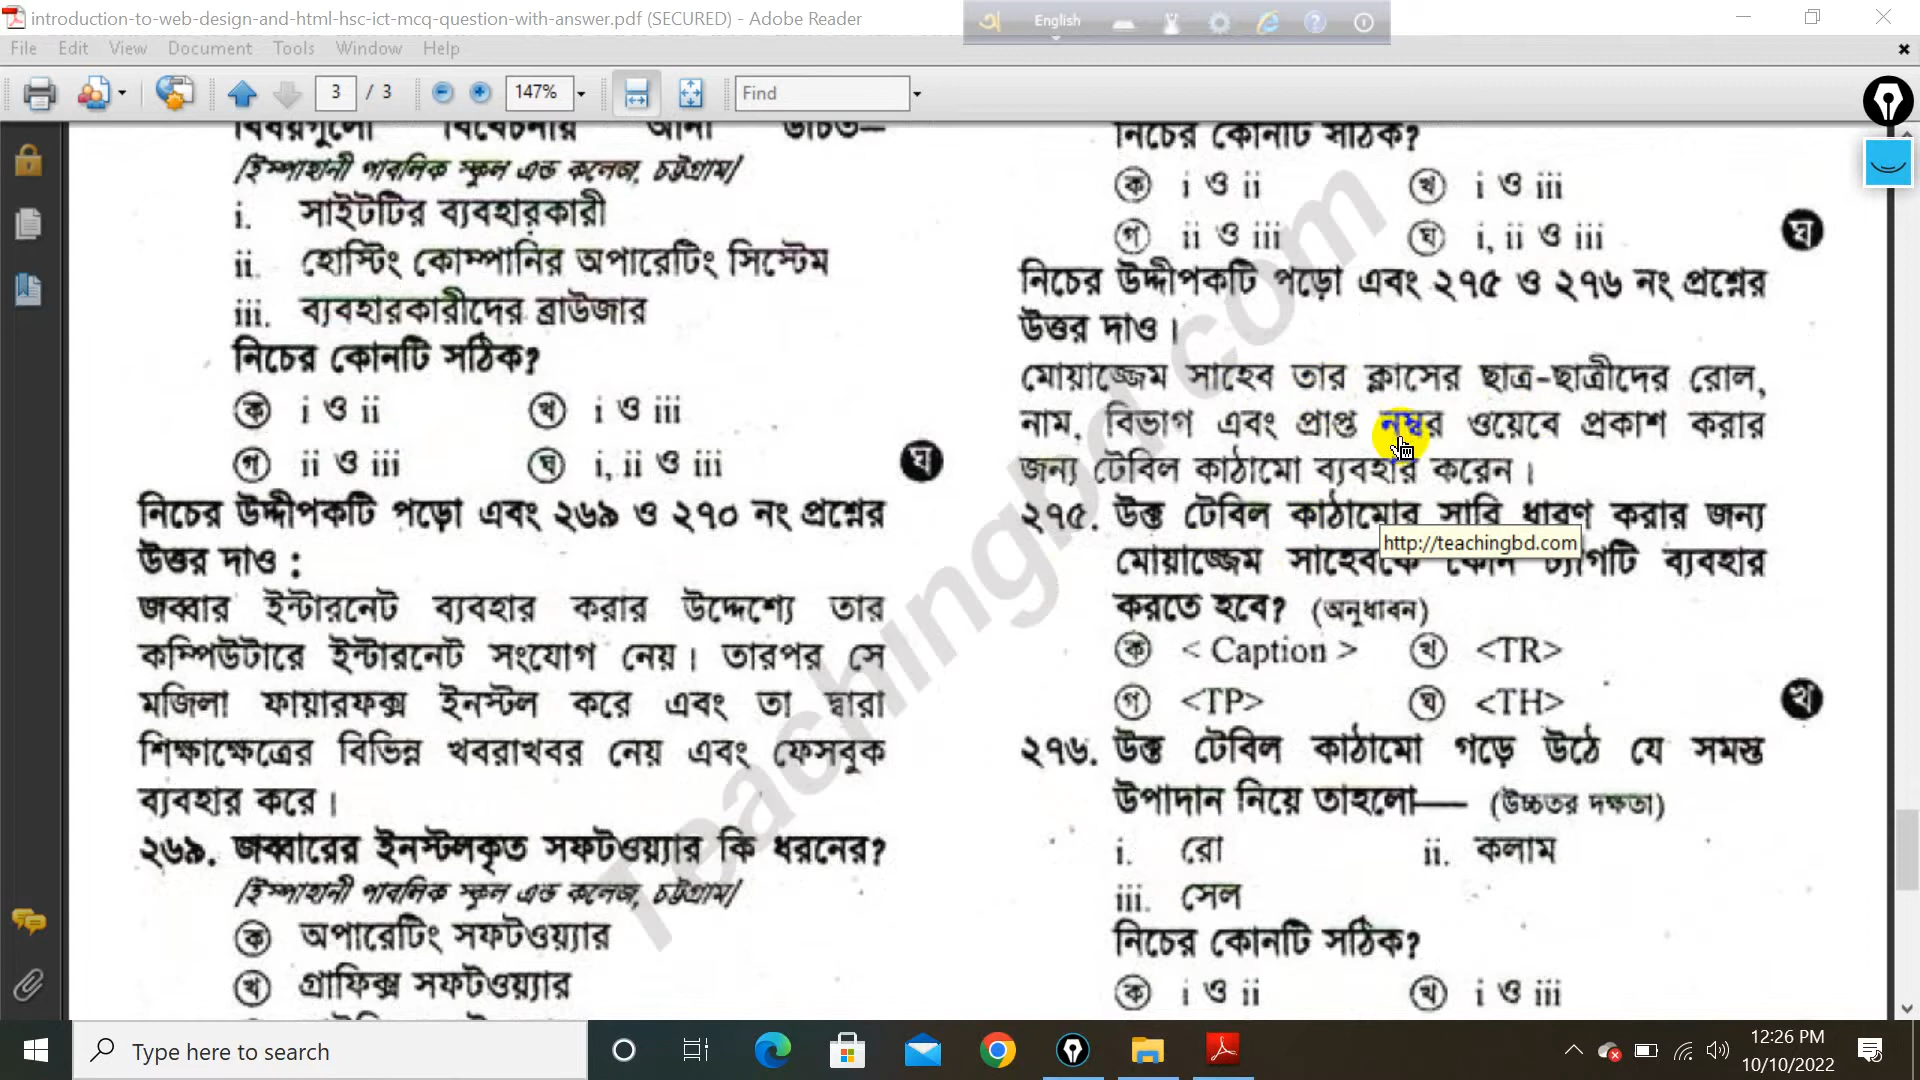 introduction-to-web-design-and-html-hsc-ict-mcq-question-with-answer.pdf (SECURED) - Adobe Reader
English
File Edit View Document Tools Window Help
3 / 3
147%
Find
বিষয়গুলো বিবেচনায় আনা উচিত—
[ইস্পাহানী পাবলিক স্কুল এন্ড কলেজ, চট্টগ্রাম]
i. সাইটটির ব্যবহারকারী
ii. হোস্টিং কোম্পানির অপারেটিং সিস্টেম
iii. ব্যবহারকারীদের ব্রাউজার
নিচের কোনটি সঠিক?
ক i ও ii খ i ও iii
গ ii ও iii ঘ i, ii ও iii ঘ
নিচের উদ্দীপকটি পড়ো এবং ২৬৯ ও ২৭০ নং প্রশ্নের
উত্তর দাও :
জব্বার ইন্টারনেট ব্যবহার করার উদ্দেশ্যে তার
কম্পিউটারে ইন্টারনেট সংযোগ নেয়। তারপর সে
মজিলা ফায়ারফক্স ইনস্টল করে এবং তা দ্বারা
শিক্ষাক্ষেত্রের বিভিন্ন খবরাখবর নেয় এবং ফেসবুক
ব্যবহার করে।
২৬৯. জব্বারের ইনস্টলকৃত সফটওয়্যার কি ধরনের?
[ইস্পাহানী পাবলিক স্কুল এন্ড কলেজ, চট্টগ্রাম]
ক অপারেটিং সফটওয়্যার
খ গ্রাফিক্স সফটওয়্যার
নিচের কোনটি সঠিক?
ক i ও ii খ i ও iii
গ ii ও iii ঘ i, ii ও iii ঘ
নিচের উদ্দীপকটি পড়ো এবং ২৭৫ ও ২৭৬ নং প্রশ্নের
উত্তর দাও।
মোয়াজ্জেম সাহেব তার ক্লাসের ছাত্র-ছাত্রীদের রোল,
নাম, বিভাগ এবং প্রাপ্ত নম্বর ওয়েবে প্রকাশ করার
জন্য টেবিল কাঠামো ব্যবহার করেন।
২৭৫. উক্ত টেবিল কাঠামোর সারি ধারণ করার জন্য
http://teachingbd.com
মোয়াজ্জেম সাহেবকে কোন ট্যাগটি ব্যবহার
করতে হবে? (অনুধাবন)
ক < Caption > খ <TR>
গ <TP> ঘ <TH> খ
২৭৬. উক্ত টেবিল কাঠামো গড়ে উঠে যে সমস্ত
উপাদান নিয়ে তাহলো— (উচ্চতর দক্ষতা)
i. রো ii. কলাম
iii. সেল
নিচের কোনটি সঠিক?
ক i ও ii খ i ও iii
Teachingbd.com
Type here to search
12:26 PM
10/10/2022